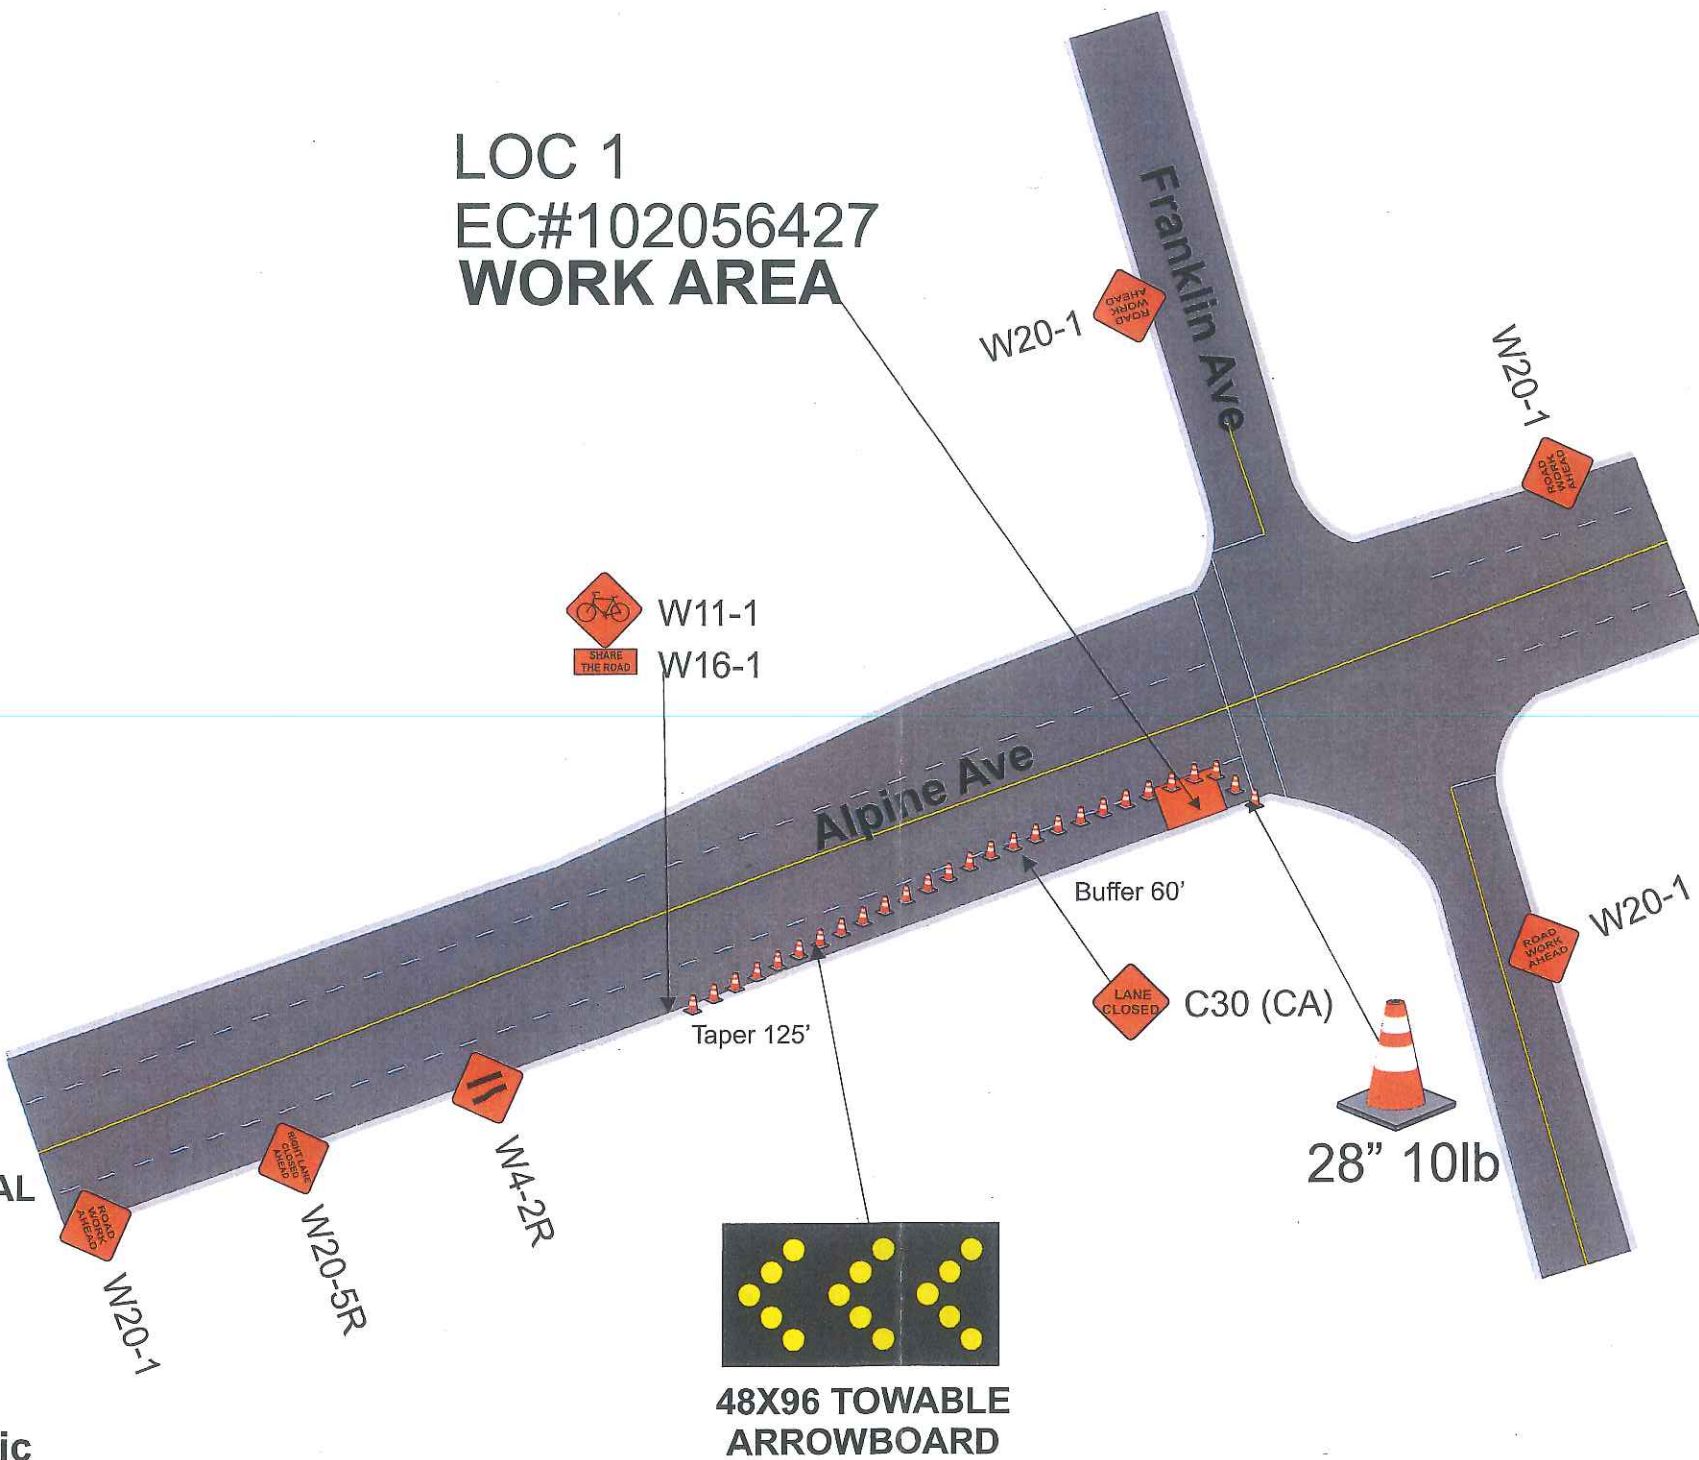 LOC 1
EC#102056427
WORK AREA
Franklin Ave
W20-1
ROAD
WORK
AHEAD
W20-1
ROAD
WORK
AHEAD
W11-1
SHARE
THE ROAD
W16-1
Alpine Ave
Buffer 60'
W20-1
ROAD
WORK
AHEAD
LANE
CLOSED
C30 (CA)
Taper 125'
28” 10lb
W4-2R
RIGHT LANE
CLOSED
AHEAD
W20-5R
AL
ROAD
WORK
AHEAD
W20-1
48X96 TOWABLE
ARROWBOARD
ic